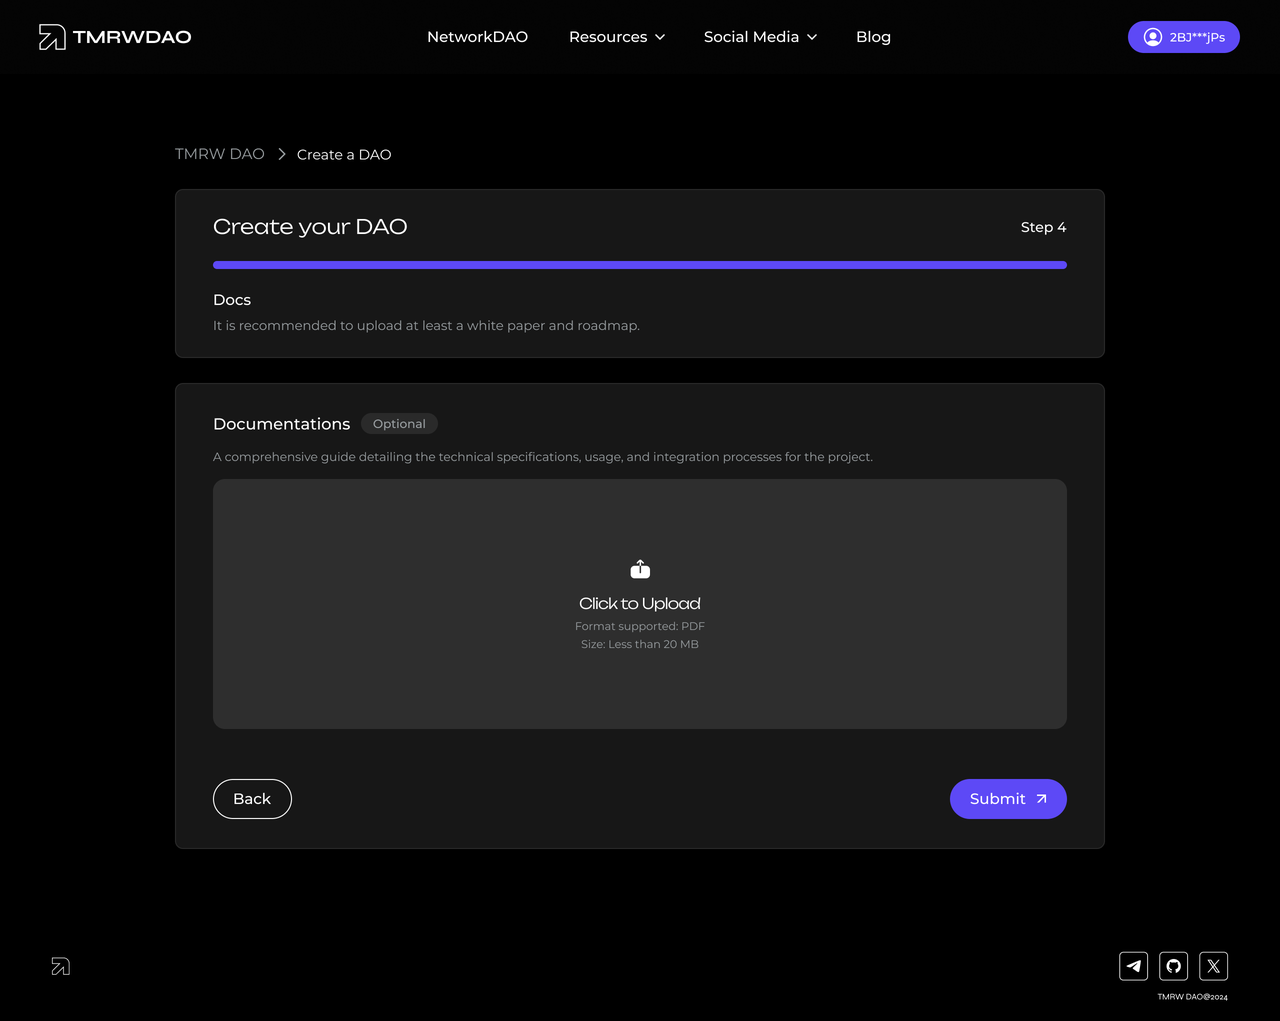 TMRWDAO
NetworkDAO
Resources
Social Media
Blog
2BJ***jPs
TMRW DAO
Create a DAO
Create your DAO
Step 4
Docs
It is recommended to upload at least a white paper and roadmap.
Documentations
Optional
A comprehensive guide detailing the technical specifications, usage, and integration processes for the project.
Click to Upload
Format supported: PDF
Size: Less than 20 MB
Back
Submit
TMRW DAO@2024